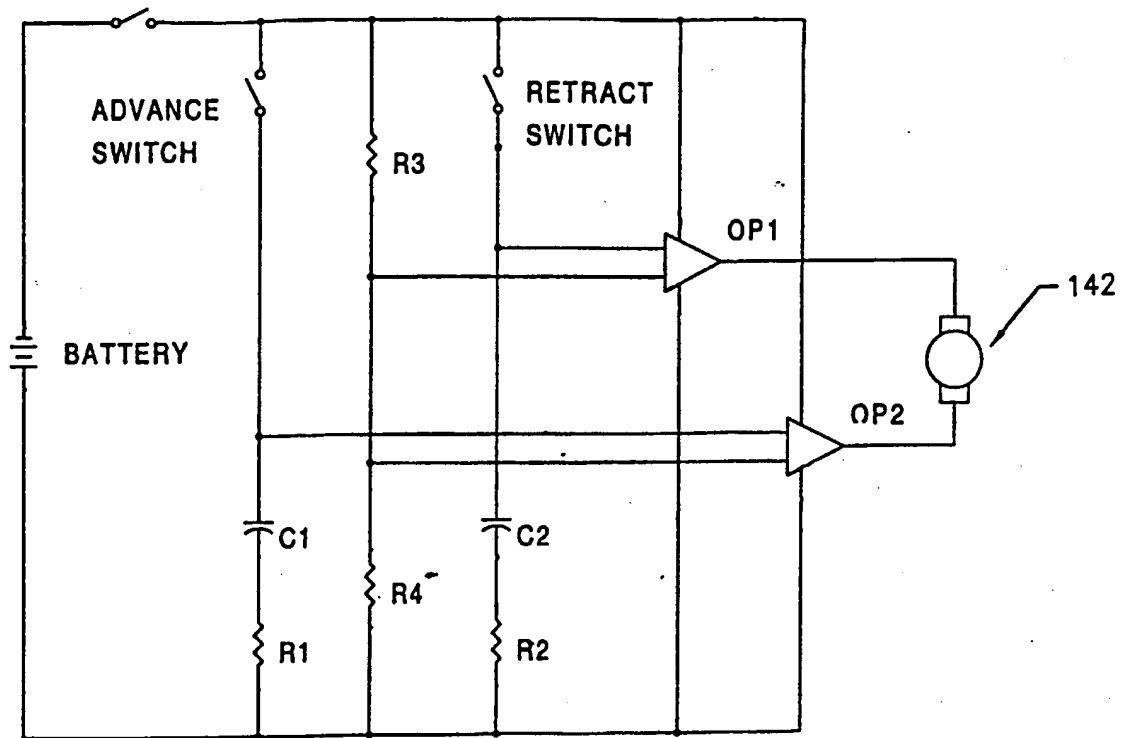 ADVANCE
SWITCH
RETRACT
SWITCH
R3
OP1
142
BATTERY
OP2
C1
C2
R4
R1
R2